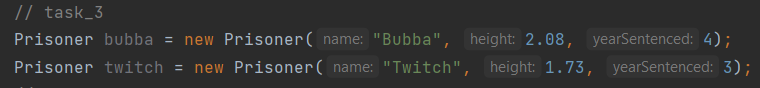 // task_3
Prisoner bubba = new Prisoner( name: "Bubba", height: 2.08, yearSentenced: 4);
Prisoner twitch = new Prisoner( name: "Twitch", height: 1.73, yearSentenced: 3);